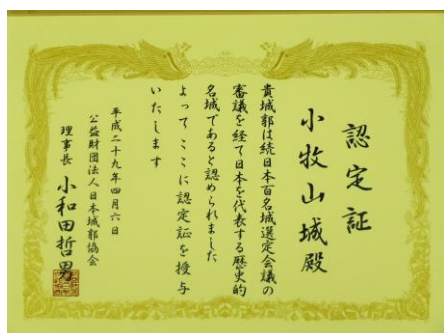 認定証
小牧山城殿
貴城郭は続日本百名城選定会議の
審議を経て日本を代表する歴史的
名城であると認められました
よってここに認定証を授与
いたします
平成二十九年四月六日
公益財団法人日本城郭協会
理事長 小和田哲男